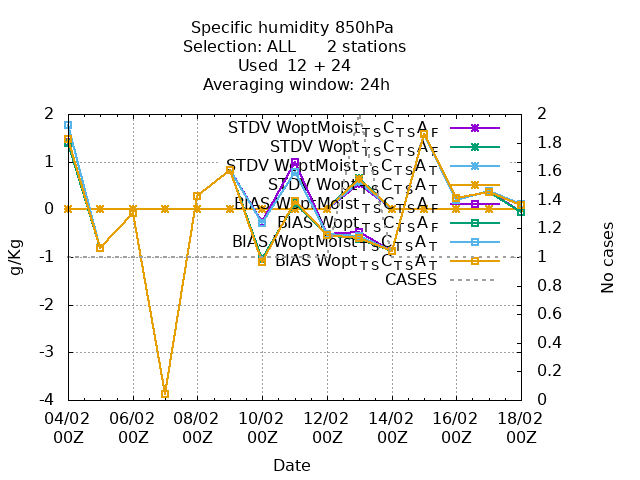 Specific humidity 850hPa
Selection: ALL 2 stations
Used 12 + 24
Averaging window: 24h
2
1
0
-1
-2
-3
-4
g/Kg
STDV WoptMoist_TS C_TS A_F
STDV Wopt_TS C_TS A_F
STDV WoptMoist_TS C_TS A_T
STDV Wopt_TS C_TS A_T
BIAS WoptMoist_TS C_TS A_F
BIAS Wopt_TS C_TS A_F
BIAS WoptMoist_TS C_TS A_T
BIAS Wopt_TS C_TS A_T
CASES
2
1.8
1.6
1.4
1.2
1
0.8
0.6
0.4
0.2
0
No cases
04/02 06/02 08/02 10/02 12/02 14/02 16/02 18/02
00Z 00Z 00Z 00Z 00Z 00Z 00Z 00Z
Date